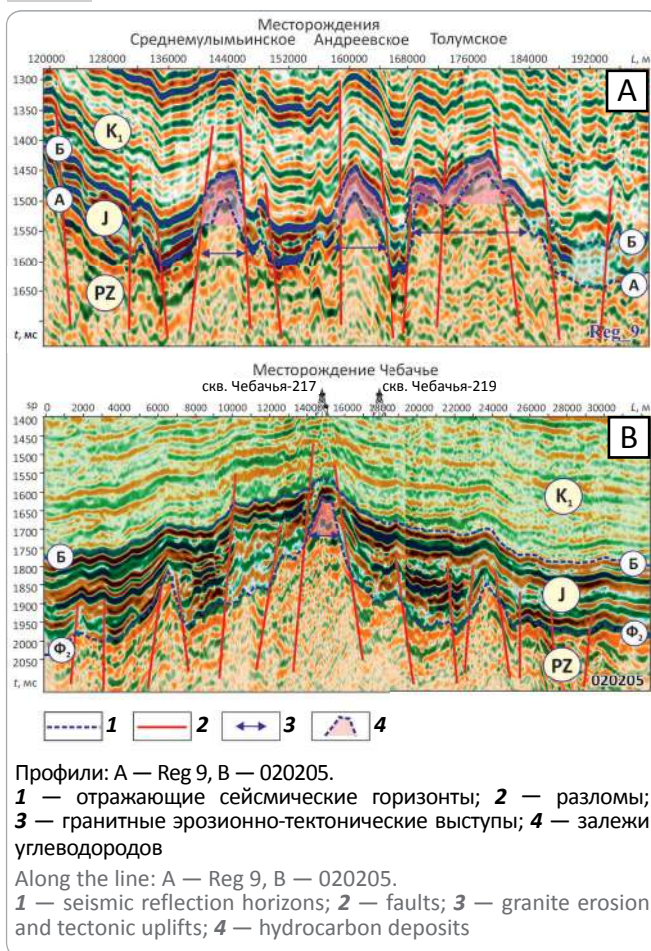 Месторождения
Среднемулымьинское Андреевское Толумское
120000 128000 136000 144000 152000 160000 168000 176000 184000 192000 L, м
1300
1350
1400
1450
1500
1550
1600
1650
t, мс
A
K₁
Б
А
J
PZ
Б
А
Reg_9
Месторождение Чебачье
скв. Чебачья-217 скв. Чебачья-219
sp 0 2000 4000 6000 8000 10000 12000 14000 16000 18000 20000 22000 24000 26000 28000 30000 L, м
1400
1450
1500
1550
1600
1650
1700
1750
1800
1850
1900
1950
2000
2050
t, мс
B
K₁
Б
Б
J
Ф₂
Ф₂
PZ
020205
1 2 3 4
Профили: A — Reg 9, B — 020205.
1 — отражающие сейсмические горизонты; 2 — разломы;
3 — гранитные эрозионно-тектонические выступы; 4 — залежи
углеводородов
Along the line: A — Reg 9, B — 020205.
1 — seismic reflection horizons; 2 — faults; 3 — granite erosion
and tectonic uplifts; 4 — hydrocarbon deposits